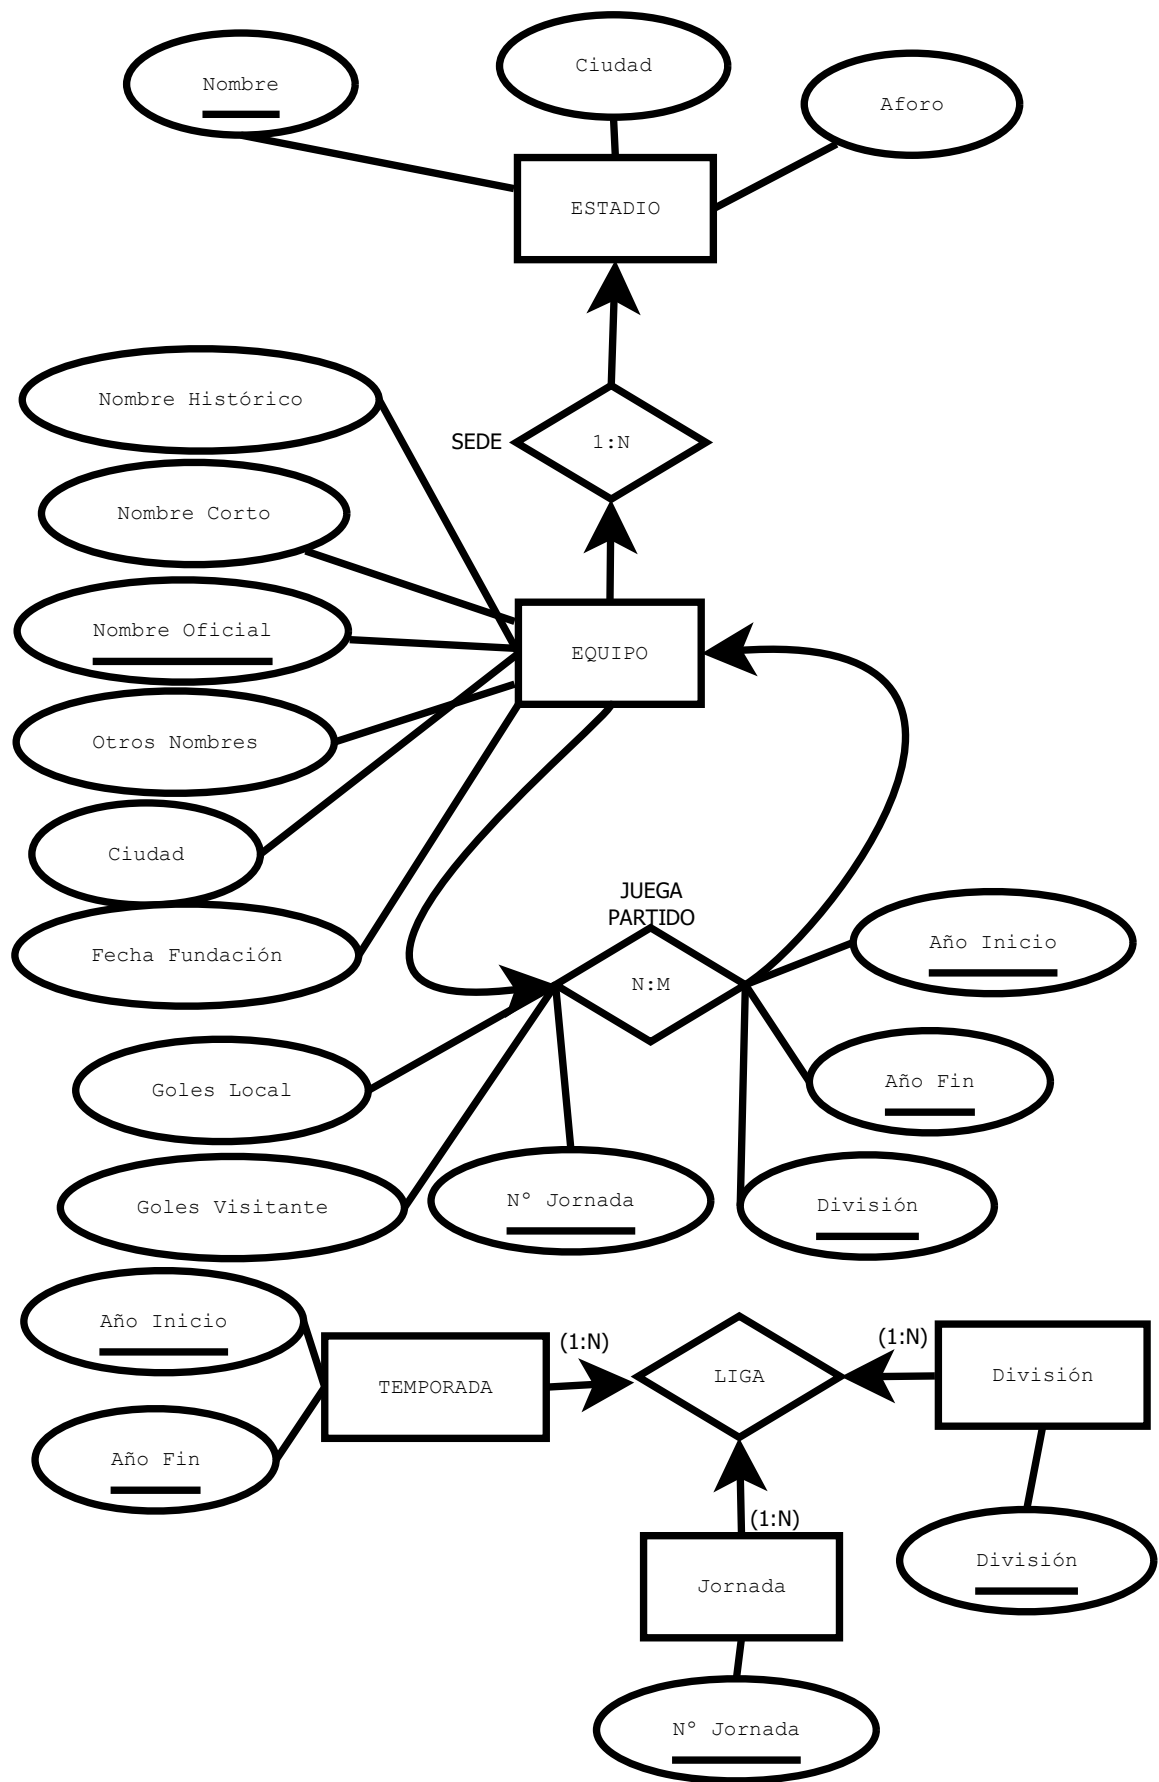 Ciudad
Nombre
Aforo
ESTADIO
Nombre Histórico
SEDE
1:N
Nombre Corto
Nombre Oficial
EQUIPO
Otros Nombres
Ciudad
JUEGA
PARTIDO
Año Inicio
Fecha Fundación
N:M
Año Fin
Goles Local
Nº Jornada
División
Goles Visitante
Año Inicio
(1:N)
(1:N)
TEMPORADA
LIGA
División
Año Fin
(1:N)
División
Jornada
Nº Jornada